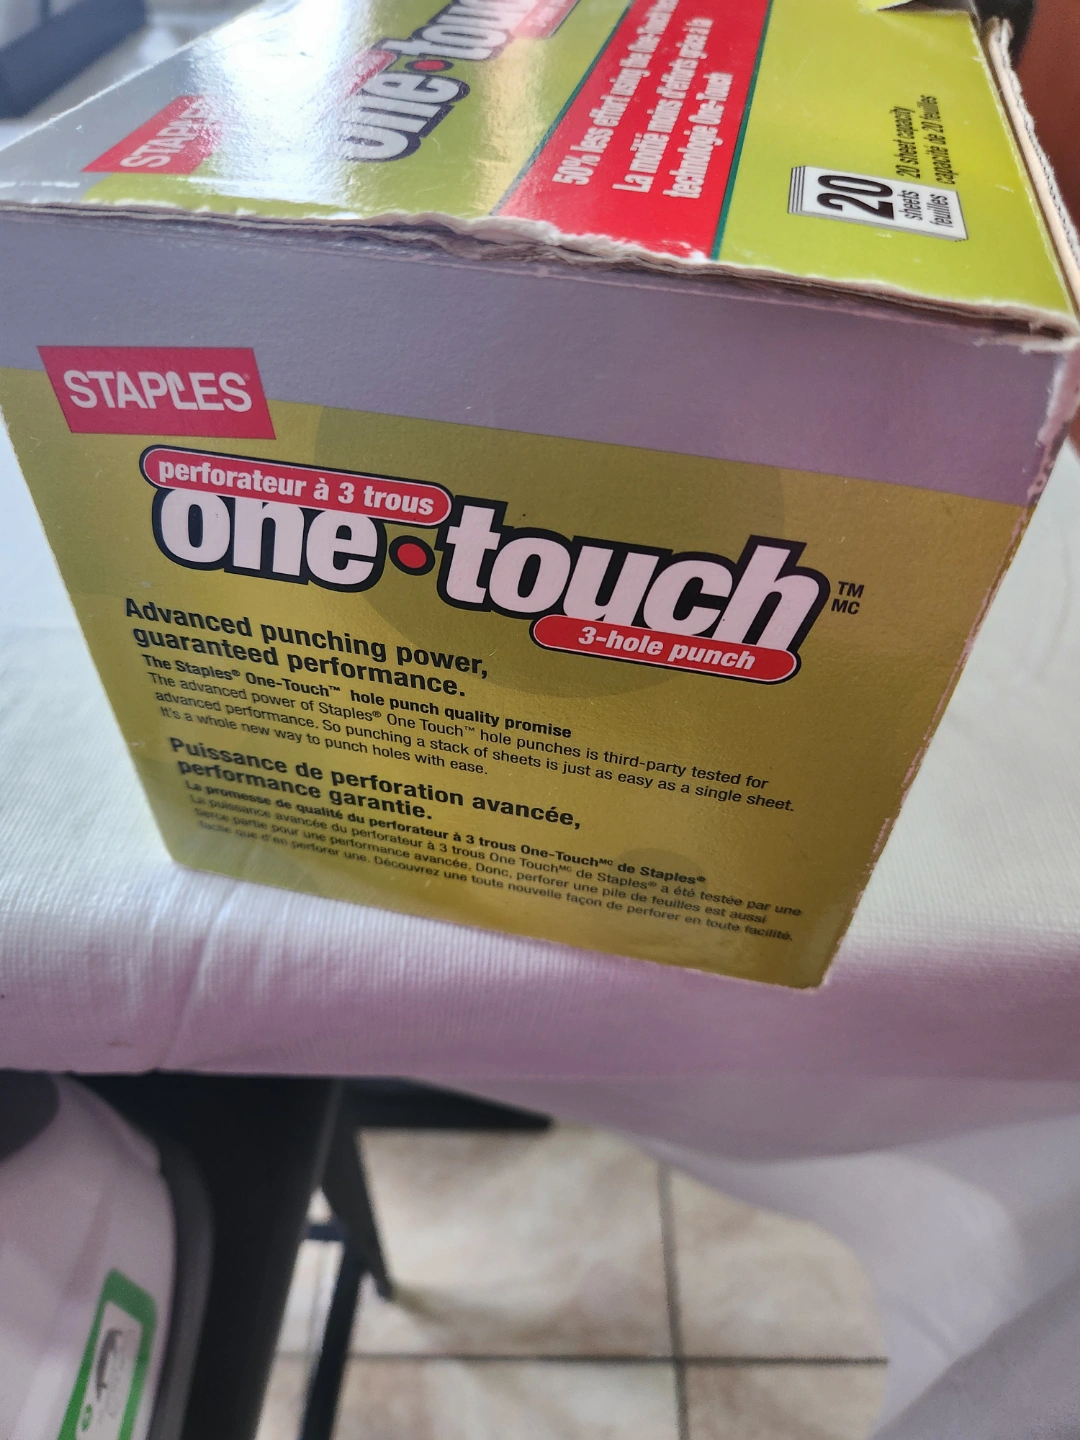 STAPLES
one•touch
50% less effort using the One-Touch
La moitié moins d'efforts grâce à la
technologie One-Touch
20
sheets
feuilles
20 sheet capacity
capacité de 20 feuilles
STAPLES®
perforateur à 3 trous
one•touch™
MC
3-hole punch
Advanced punching power,
guaranteed performance.
The Staples® One-Touch™ hole punch quality promise
The advanced power of Staples® One Touch™ hole punches is third-party tested for
advanced performance. So punching a stack of sheets is just as easy as a single sheet.
It's a whole new way to punch holes with ease.
Puissance de perforation avancée,
performance garantie.
La promesse de qualité du perforateur à 3 trous One-Touch MC de Staples®
La puissance avancée du perforateur à 3 trous One Touch MC de Staples® a été testée par une
tierce partie pour une performance avancée. Donc, perforer une pile de feuilles est aussi
facile que d'en perforer une. Découvrez une toute nouvelle façon de perforer en toute facilité.